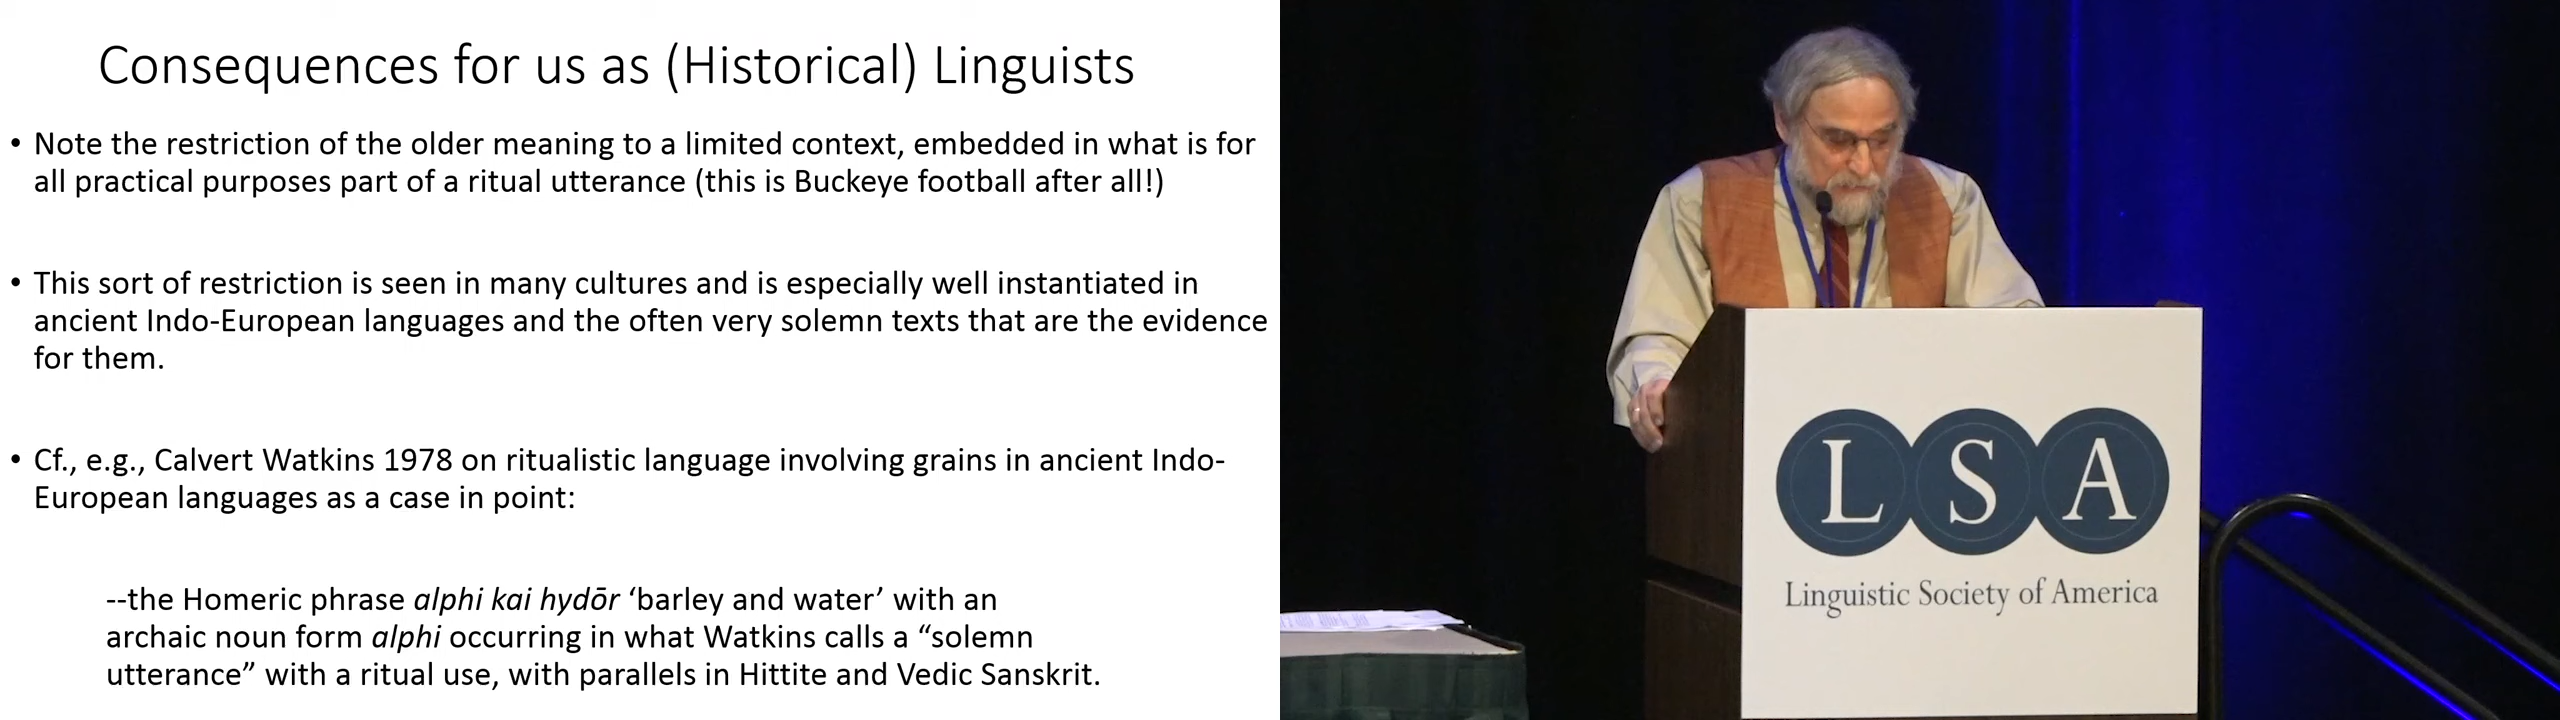 Consequences for us as (Historical) Linguists
• Note the restriction of the older meaning to a limited context, embedded in what is for
all practical purposes part of a ritual utterance (this is Buckeye football after all!)
• This sort of restriction is seen in many cultures and is especially well instantiated in
ancient Indo-European languages and the often very solemn texts that are the evidence
for them.
• Cf., e.g., Calvert Watkins 1978 on ritualistic language involving grains in ancient Indo-
European languages as a case in point:
--the Homeric phrase alphi kai hydōr ‘barley and water’ with an
archaic noun form alphi occurring in what Watkins calls a “solemn
utterance” with a ritual use, with parallels in Hittite and Vedic Sanskrit.
LSA
Linguistic Society of America